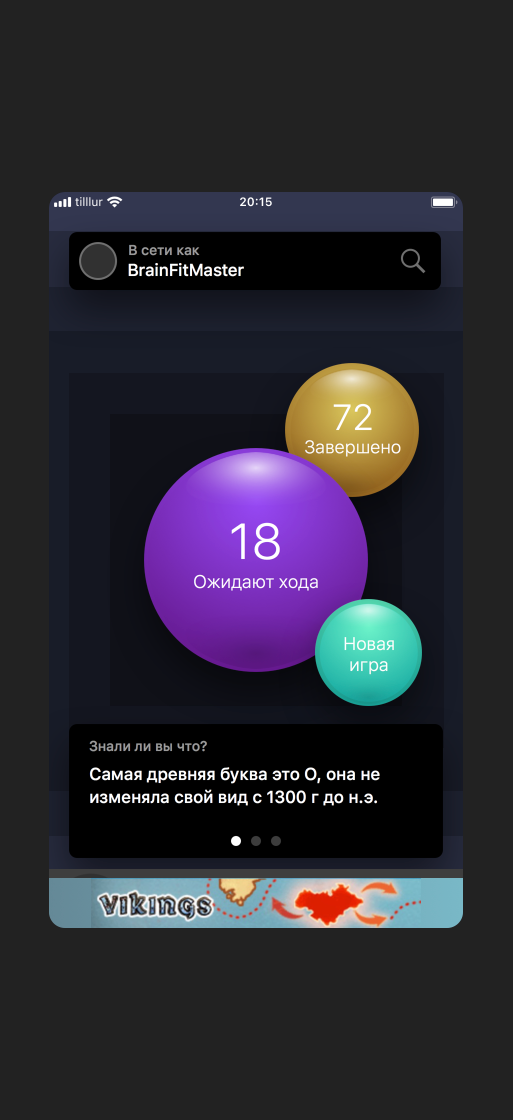 tilllur
20:15
В сети как
BrainFitMaster
72
Завершено
18
Ожидают хода
Новая
игра
Знали ли вы что?
Самая древняя буква это О, она не
изменяла свой вид с 1300 г до н.э.
VIKINGS